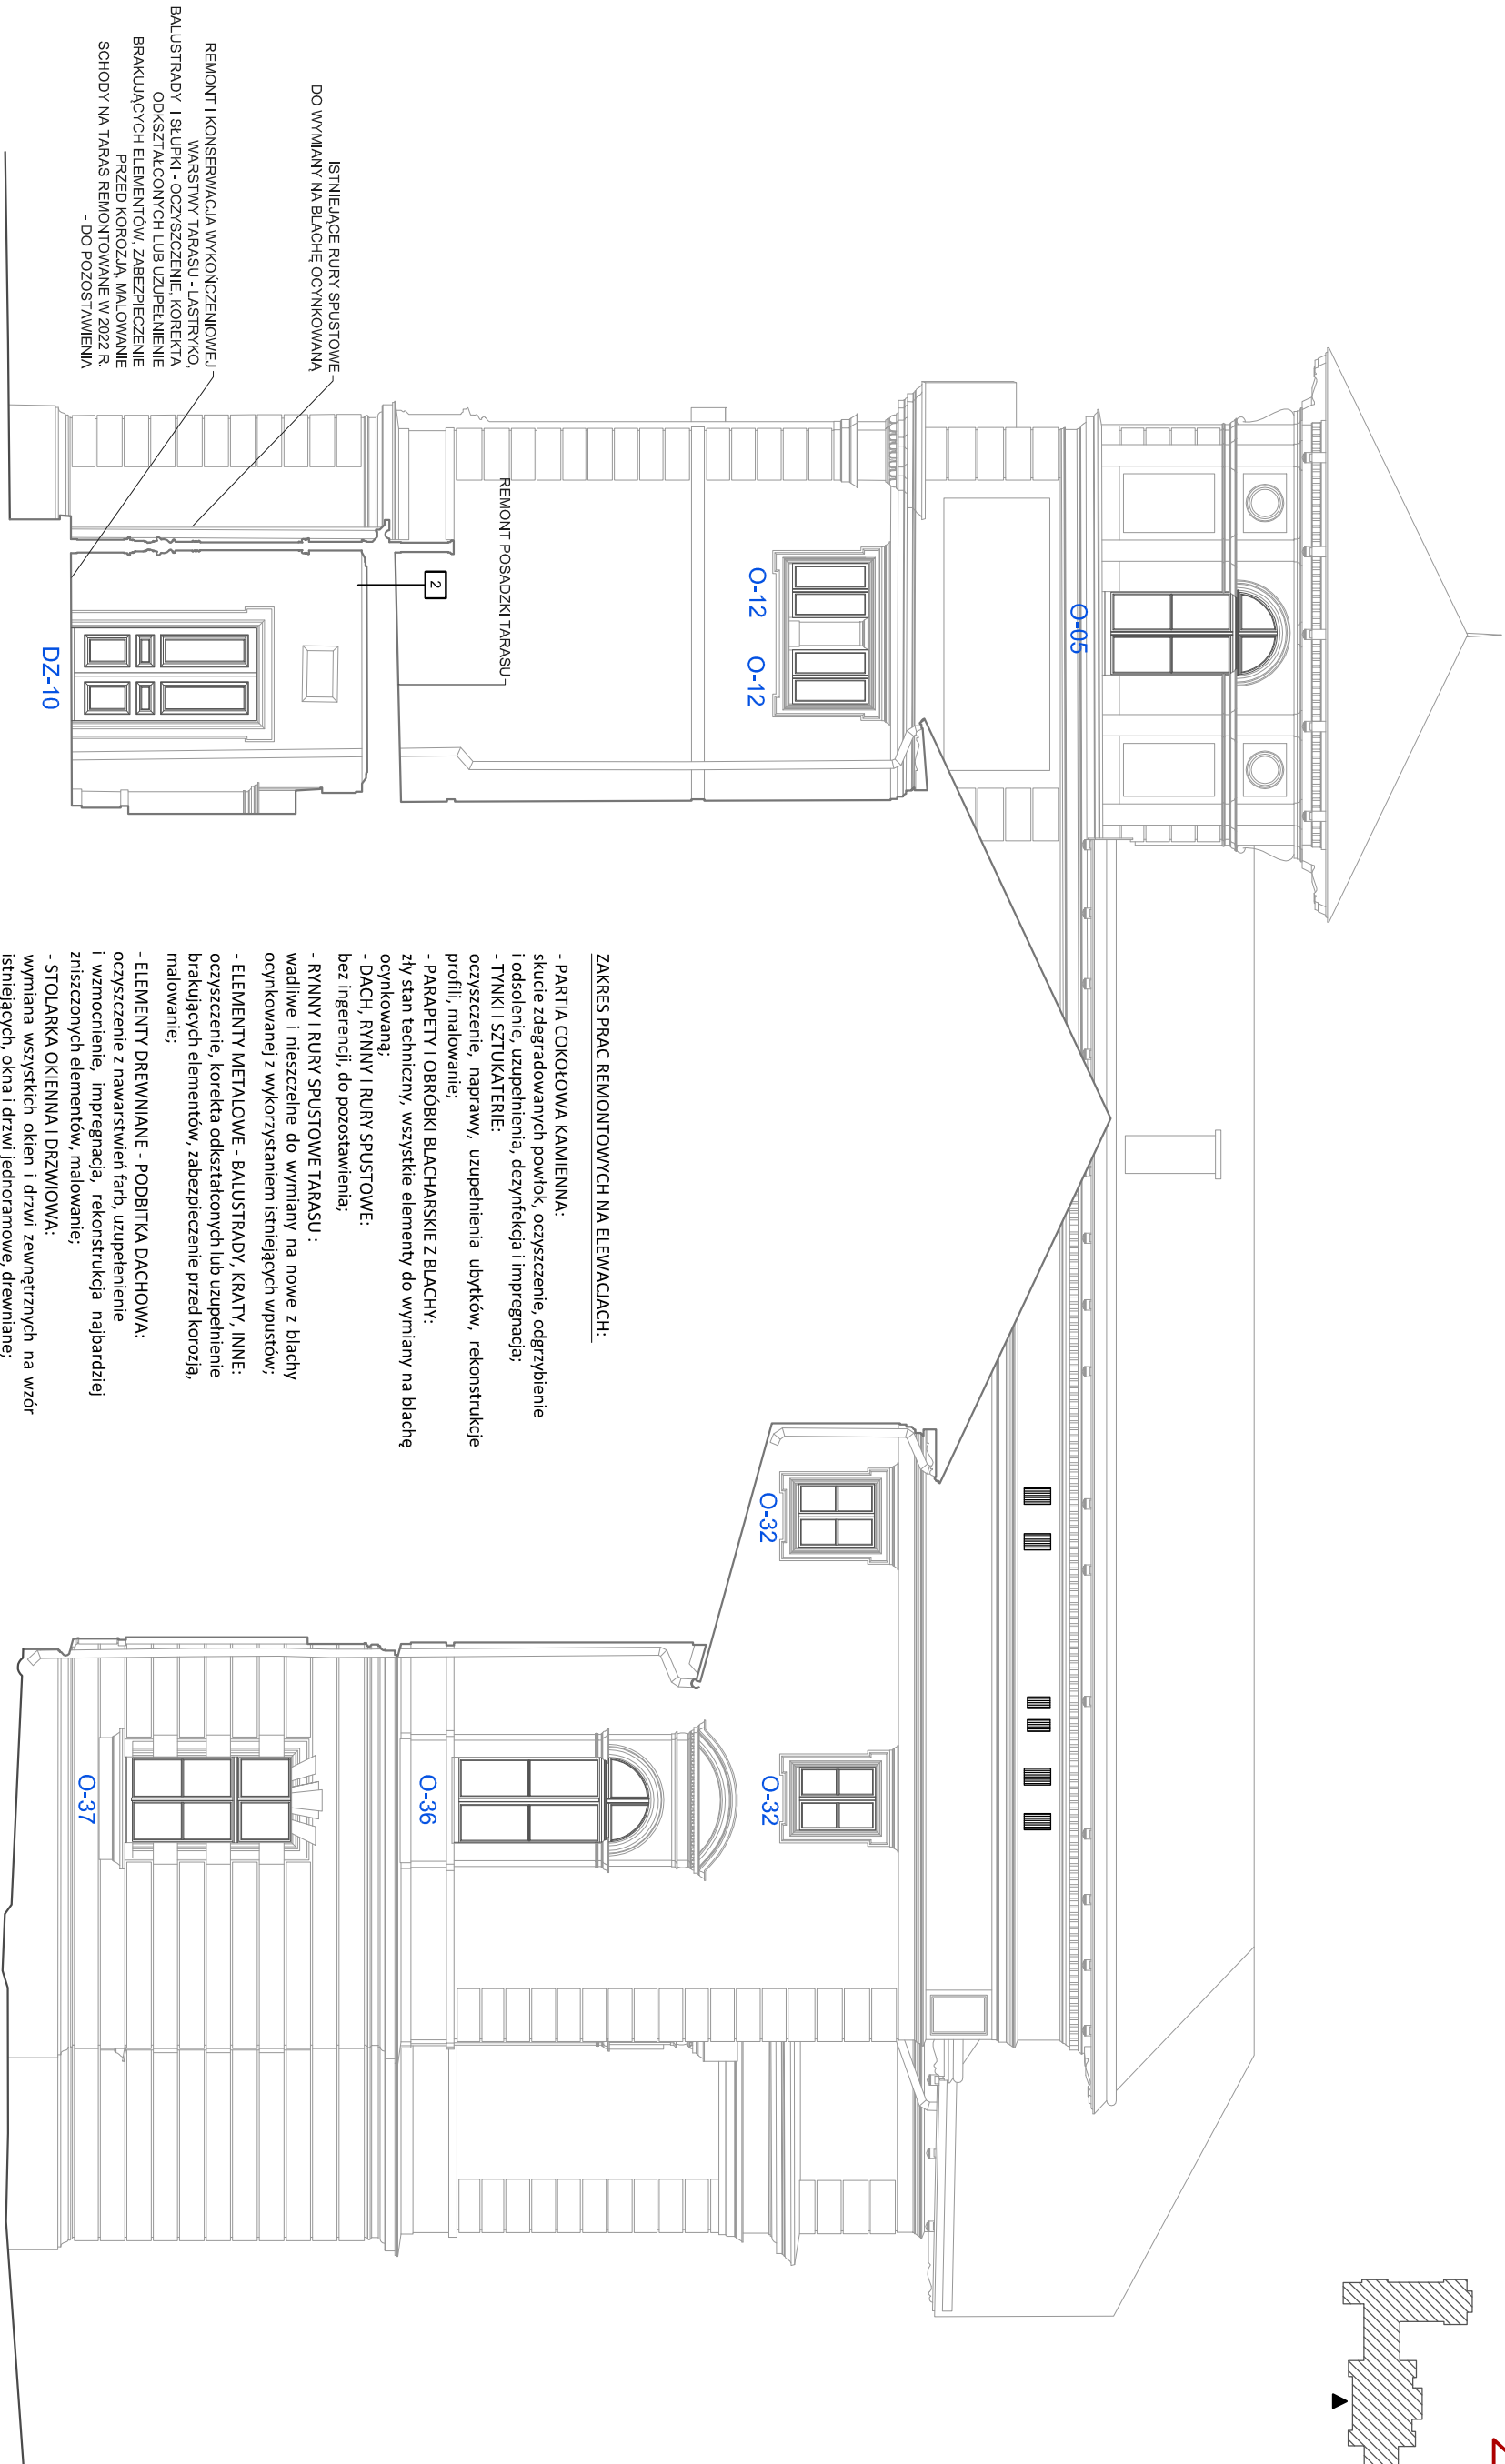 O-05
O-12
O-12
REMONT POSADZKI TARASU
2
ISTNIEJĄCE RURY SPUSTOWE
DO WYMIANY NA BLACHĘ OCYNKOWANĄ
REMONT I KONSERWACJA WYKOŃCZENIOWEJ
WARSTWY TARASU - LASTRYKO,
BALUSTRADY I SŁUPKI - OCZYSZCZENIE, KOREKTA
ODKSZTAŁCONYCH LUB UZUPEŁNIENIE
BRAKUJĄCYCH ELEMENTÓW, ZABEZPIECZENIE
PRZED KOROZJĄ, MALOWANIE
SCHODY NA TARAS REMONTOWANE W 2022 R.
- DO POZOSTAWIENIA
DZ-10
ZAKRES PRAC REMONTOWYCH NA ELEWACJACH:
- PARTIA COKOŁOWA KAMIENNA:
skucie zdegradowanych powłok, oczyszczenie, odgrzybienie
i odsolenie, uzupełnienia, dezynfekcja i impregnacja;
- TYNKI I SZTUKATERIE:
oczyszczenie, naprawy, uzupełnienia ubytków, rekonstrukcje
profili, malowanie;
- PARAPETY I OBRÓBKI BLACHARSKIE Z BLACHY:
zły stan techniczny, wszystkie elementy do wymiany na blachę
ocynkowaną;
- DACH, RYNNY I RURY SPUSTOWE:
bez ingerencji, do pozostawienia;
- RYNNY I RURY SPUSTOWE TARASU :
wadliwe i nieszczelne do wymiany na nowe z blachy
ocynkowanej z wykorzystaniem istniejących wpustów;
- ELEMENTY METALOWE - BALUSTRADY, KRATY, INNE:
oczyszczenie, korekta odkształconych lub uzupełnienie
brakujących elementów, zabezpieczenie przed korozją,
malowanie;
- ELEMENTY DREWNIANE - PODBITKA DACHOWA:
oczyszczenie z nawarstwień farb, uzupełenienie
i wzmocnienie, impregnacja, rekonstrukcja najbardziej
zniszczonych elementów, malowanie;
- STOLARKA OKIENNA I DRZWIOWA:
wymiana wszystkich okien i drzwi zewnętrznych na wzór
istniejących, okna i drzwi jednoramowe, drewniane;
O-32
O-32
O-36
O-37